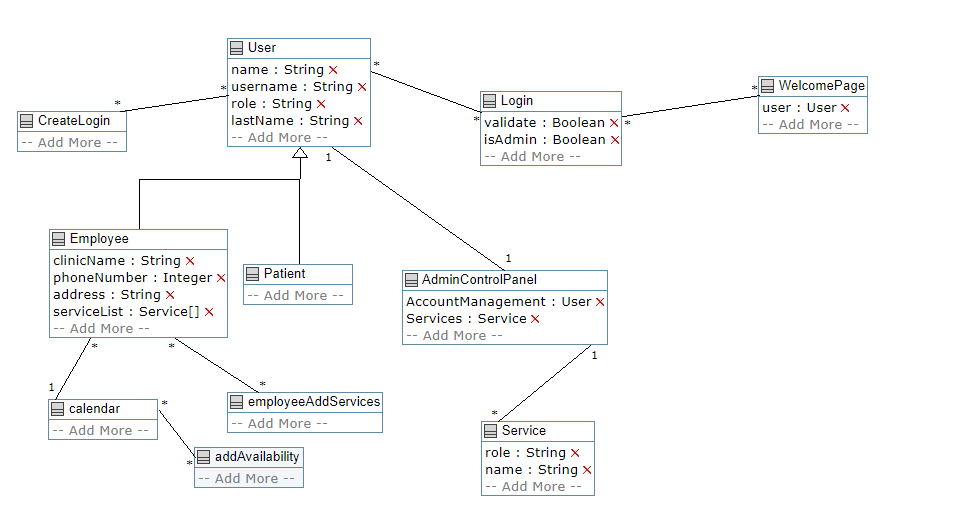 User
name : String
username : String
role : String
lastName : String
-- Add More --
*
*
*
*
CreateLogin
-- Add More --
Login
validate : Boolean
isAdmin : Boolean
-- Add More --
*
*
WelcomePage
user : User
-- Add More --
1
1
Employee
clinicName : String
phoneNumber : Integer
address : String
serviceList : Service[]
-- Add More --
Patient
-- Add More --
AdminControlPanel
AccountManagement : User
Services : Service
-- Add More --
*
*
1
*
1
*
calendar
-- Add More --
employeeAddServices
-- Add More --
*
*
addAvailability
-- Add More --
Service
role : String
name : String
-- Add More --